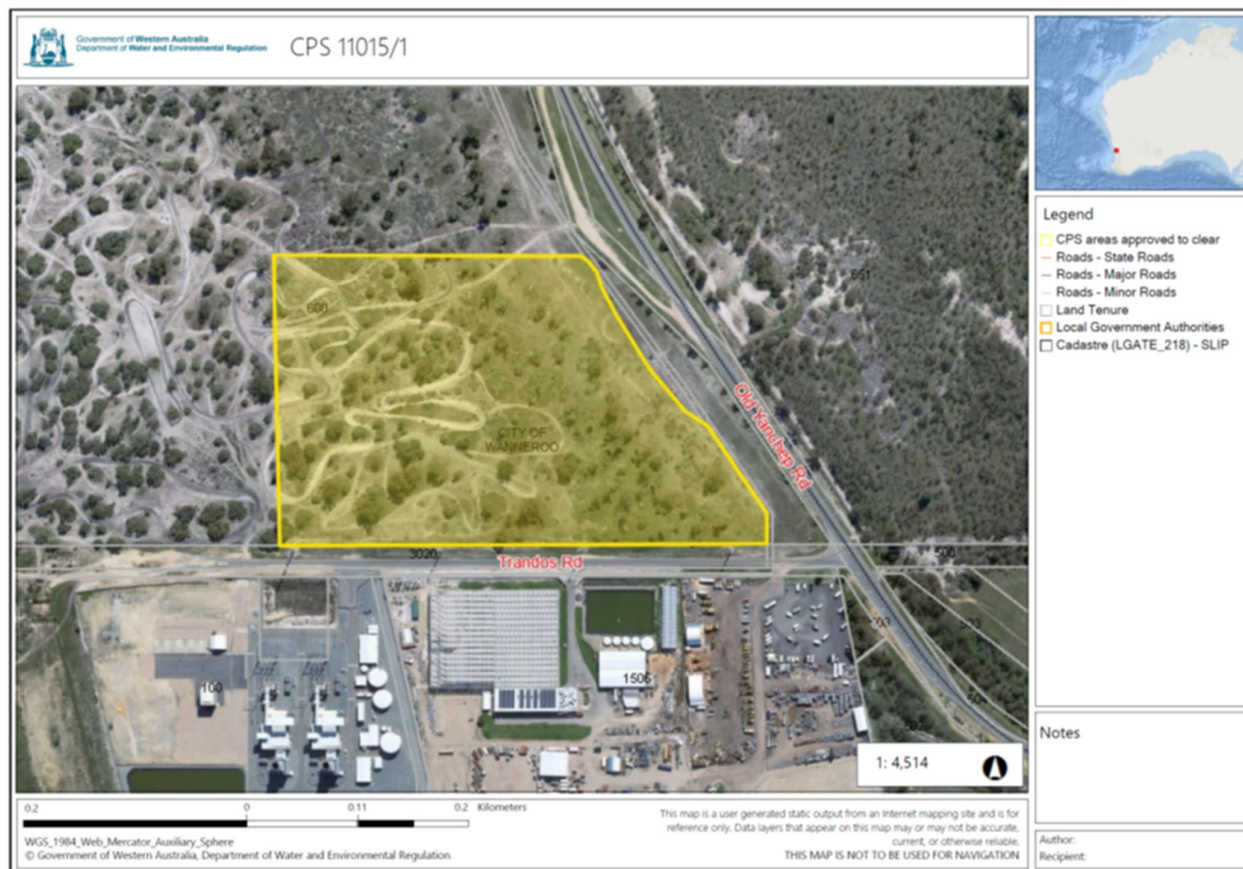 Government of Western Australia
Department of Water and Environmental Regulation
CPS 11015/1
651
600
Old Yanchep Rd
CITY OF
WANNEROO
3020
Trandos Rd
500
100
1506
1: 4,514
Legend
CPS areas approved to clear
Roads - State Roads
Roads - Major Roads
Roads - Minor Roads
Land Tenure
Local Government Authorities
Cadastre (LGATE_218) - SLIP
Notes
0.2
0
0.11
0.2
Kilometers
WGS_1984_Web_Mercator_Auxiliary_Sphere
© Government of Western Australia, Department of Water and Environmental Regulation
This map is a user generated static output from an Internet mapping site and is for
reference only. Data layers that appear on this map may or may not be accurate,
current, or otherwise reliable.
THIS MAP IS NOT TO BE USED FOR NAVIGATION
Author:
Recipient: